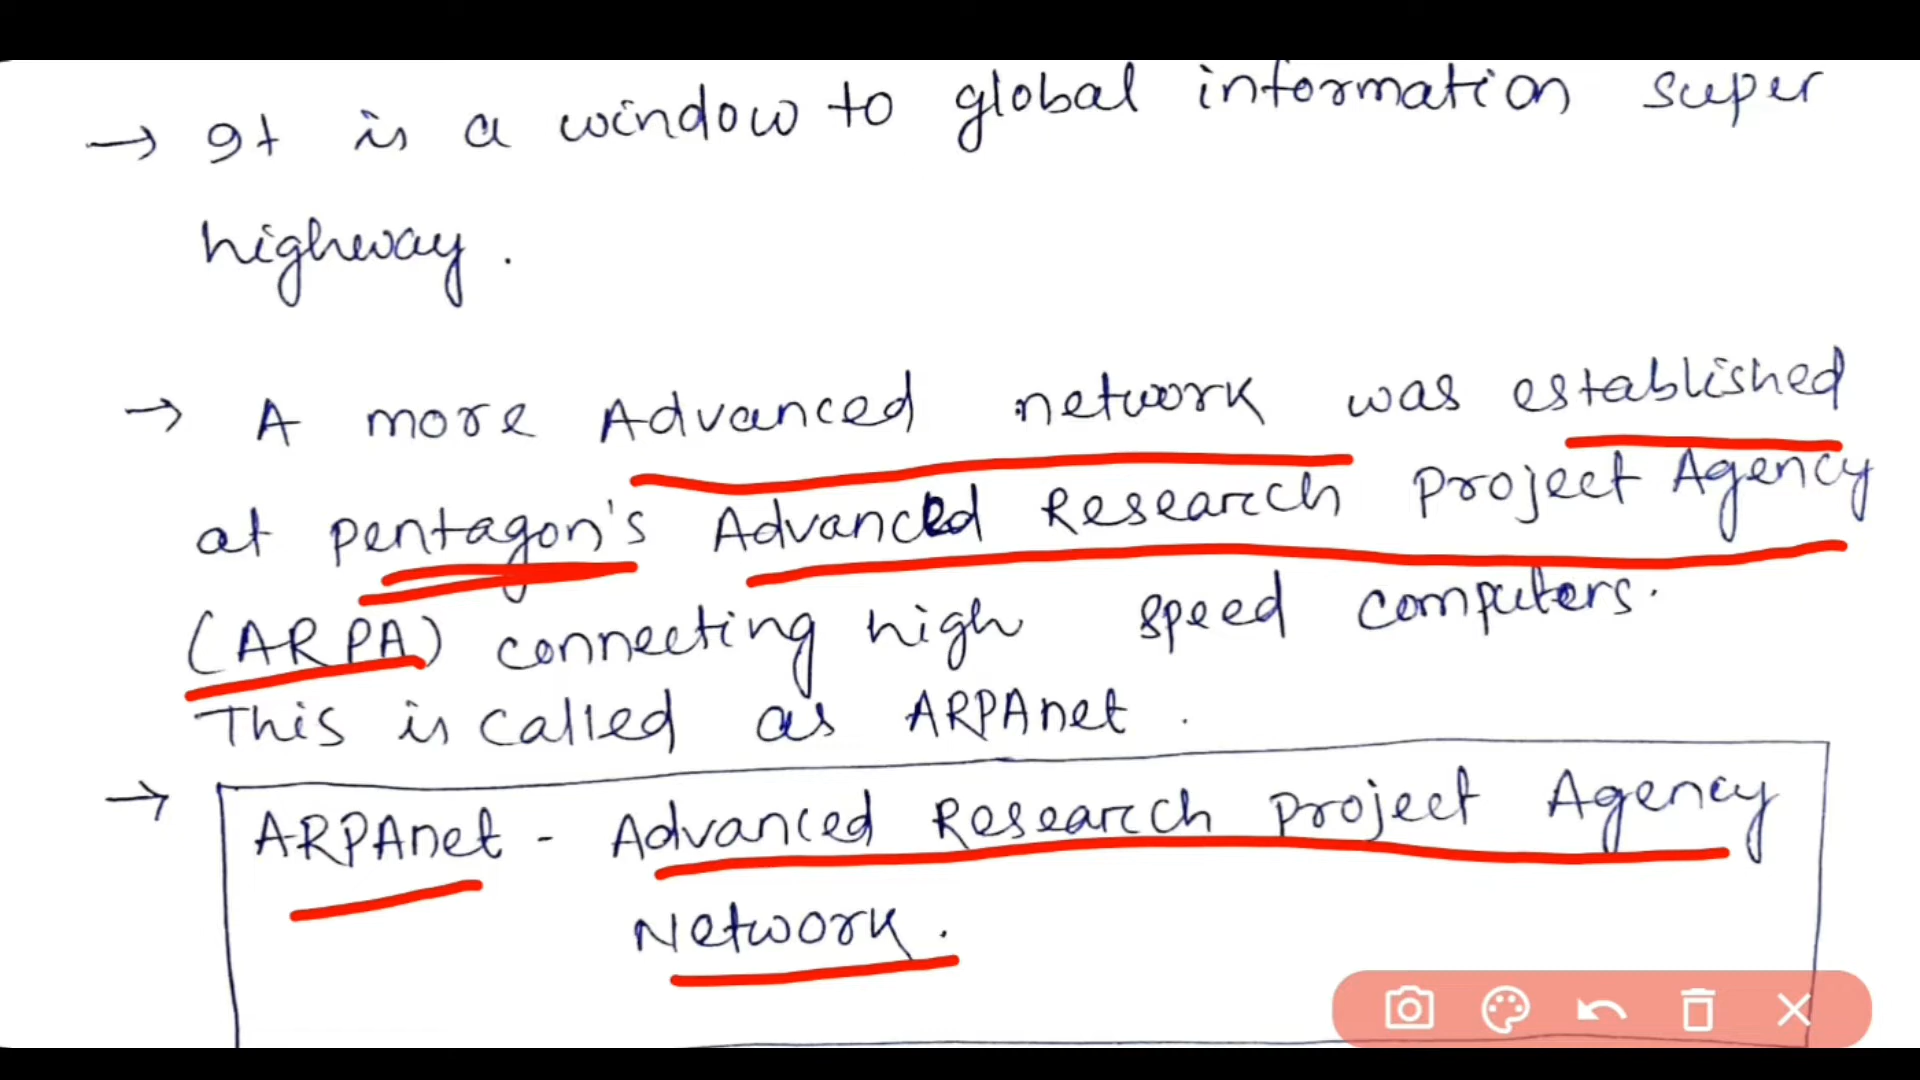 → It is a window to global information super
highway.
→ A more Advanced network was established
at pentagon's Advanced Research Project Agency
(ARPA) connecting high speed computers.
This is called as ARPAnet.
→ ARPAnet - Advanced Research Project Agency
Network.